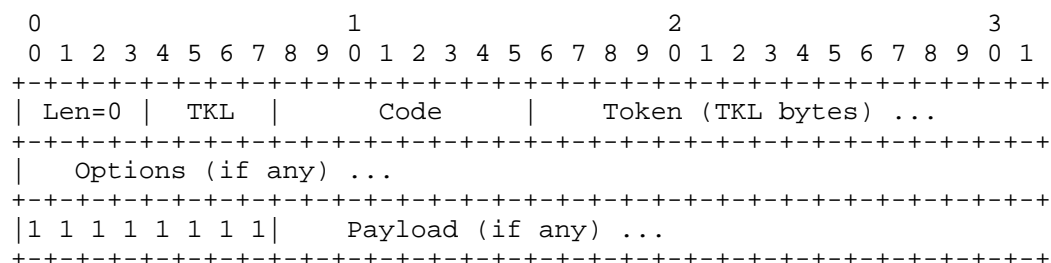 0                   1                   2                   3
 0 1 2 3 4 5 6 7 8 9 0 1 2 3 4 5 6 7 8 9 0 1 2 3 4 5 6 7 8 9 0 1
+-+-+-+-+-+-+-+-+-+-+-+-+-+-+-+-+-+-+-+-+-+-+-+-+-+-+-+-+-+-+-+-+
| Len=0 |  TKL  |      Code     |    Token (TKL bytes) ...
+-+-+-+-+-+-+-+-+-+-+-+-+-+-+-+-+-+-+-+-+-+-+-+-+-+-+-+-+-+-+-+-+
|   Options (if any) ...
+-+-+-+-+-+-+-+-+-+-+-+-+-+-+-+-+-+-+-+-+-+-+-+-+-+-+-+-+-+-+-+-+
|1 1 1 1 1 1 1 1|    Payload (if any) ...
+-+-+-+-+-+-+-+-+-+-+-+-+-+-+-+-+-+-+-+-+-+-+-+-+-+-+-+-+-+-+-+-+